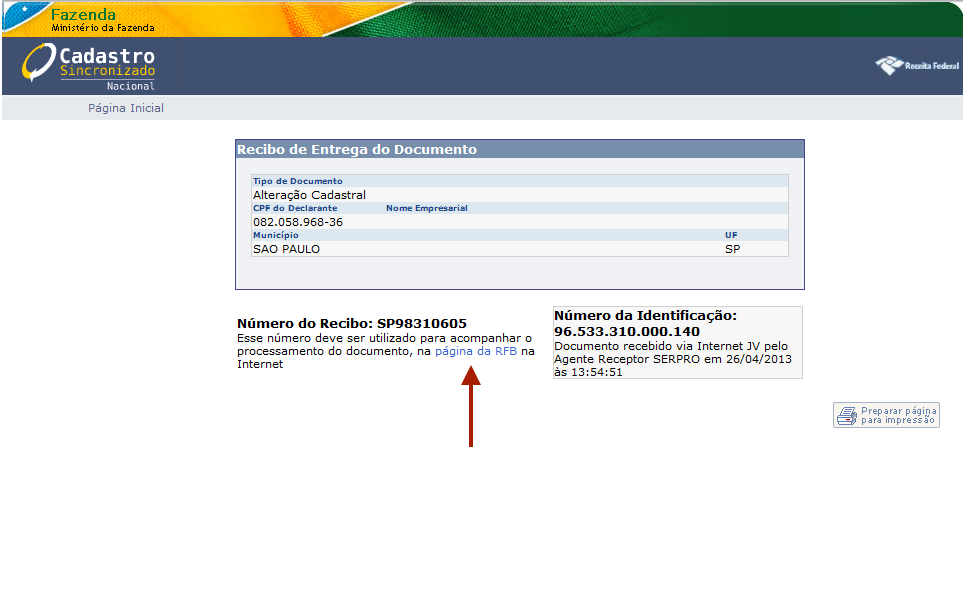 Fazenda
Ministério da Fazenda
Cadastro
Sincronizado
Nacional
Receita Federal
Página Inicial
Recibo de Entrega do Documento
Tipo de Documento
Alteração Cadastral
CPF do Declarante Nome Empresarial
082.058.968-36
Município UF
SAO PAULO SP
Número do Recibo: SP98310605
Esse número deve ser utilizado para acompanhar o
processamento do documento, na página da RFB na
Internet
Número da Identificação:
96.533.310.000.140
Documento recebido via Internet JV pelo
Agente Receptor SERPRO em 26/04/2013
às 13:54:51
Preparar página
para impressão